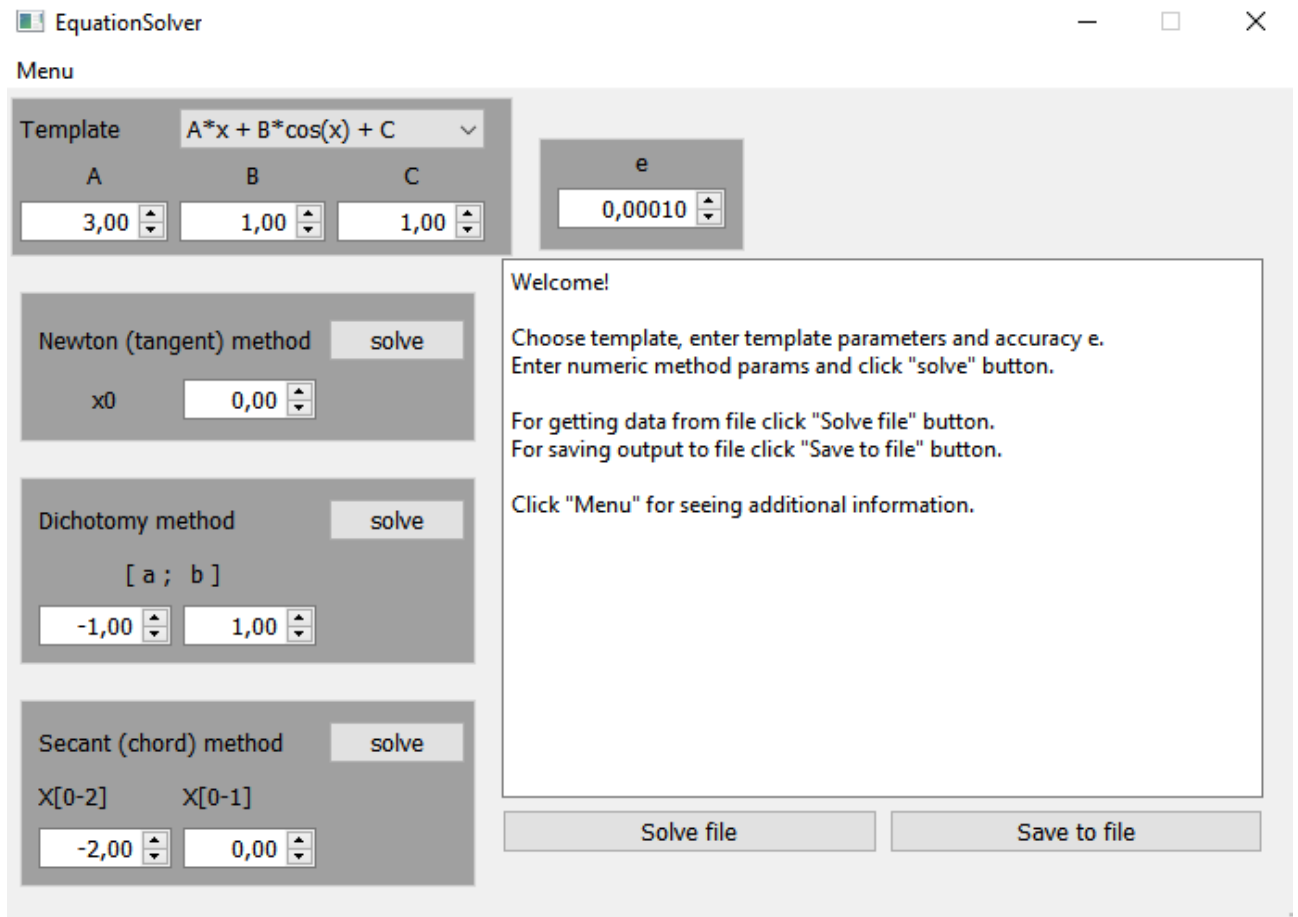 EquationSolver
Menu
Template A*x + B*cos(x) + C
A B C
3,00 1,00 1,00
e
0,00010
Newton (tangent) method solve
x0 0,00
Dichotomy method solve
[ a ; b ]
-1,00 1,00
Secant (chord) method solve
X[0-2] X[0-1]
-2,00 0,00
Welcome!
Choose template, enter template parameters and accuracy e.
Enter numeric method params and click "solve" button.
For getting data from file click "Solve file" button.
For saving output to file click "Save to file" button.
Click "Menu" for seeing additional information.
Solve file Save to file